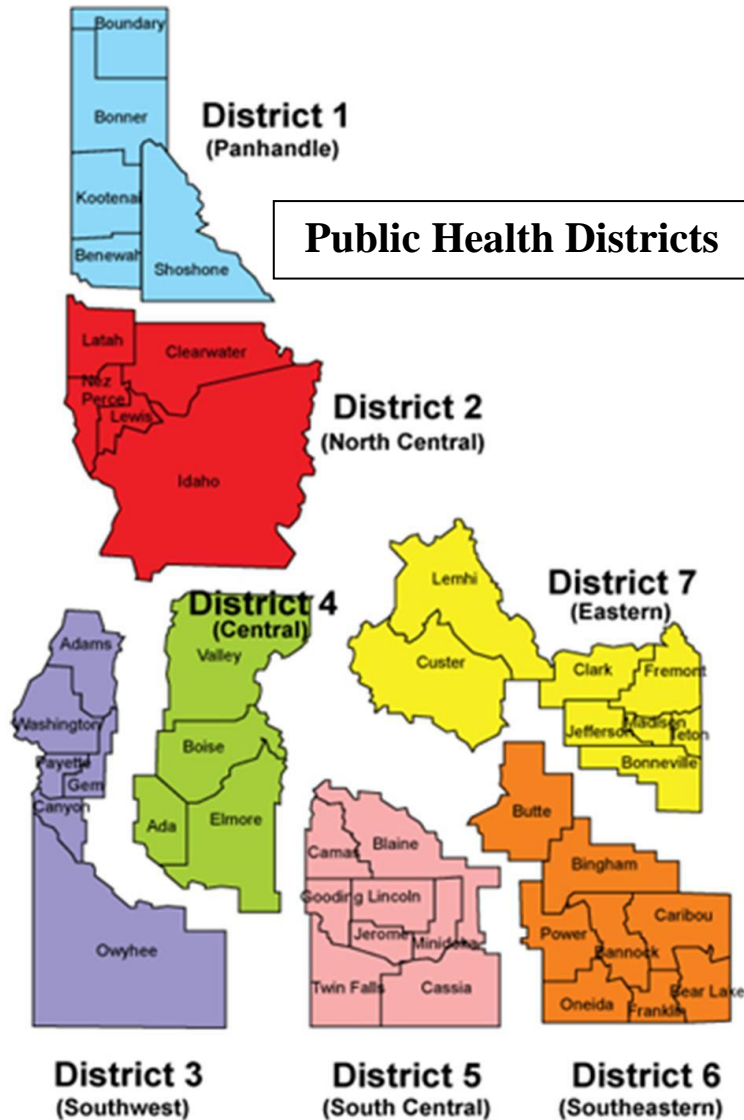 Boundary
Bonner
District 1
(Panhandle)
Kootenai
Public Health Districts
Benewah
Shoshone
Latah
Clearwater
Nez
Perce
Lewis
District 2
(North Central)
Idaho
Lemhi
District 7
(Eastern)
District 4
(Central)
Adams
Valley
Custer
Clark
Fremont
Washington
Madison
Jefferson
Teton
Boise
Payette
Bonneville
Gem
Canyon
Ada
Elmore
Butte
Camas
Blaine
Bingham
Gooding
Lincoln
Caribou
Jerome
Minidoka
Power
Bannock
Owyhee
Twin Falls
Cassia
Oneida
Franklin
Bear Lake
District 3
(Southwest)
District 5
(South Central)
District 6
(Southeastern)